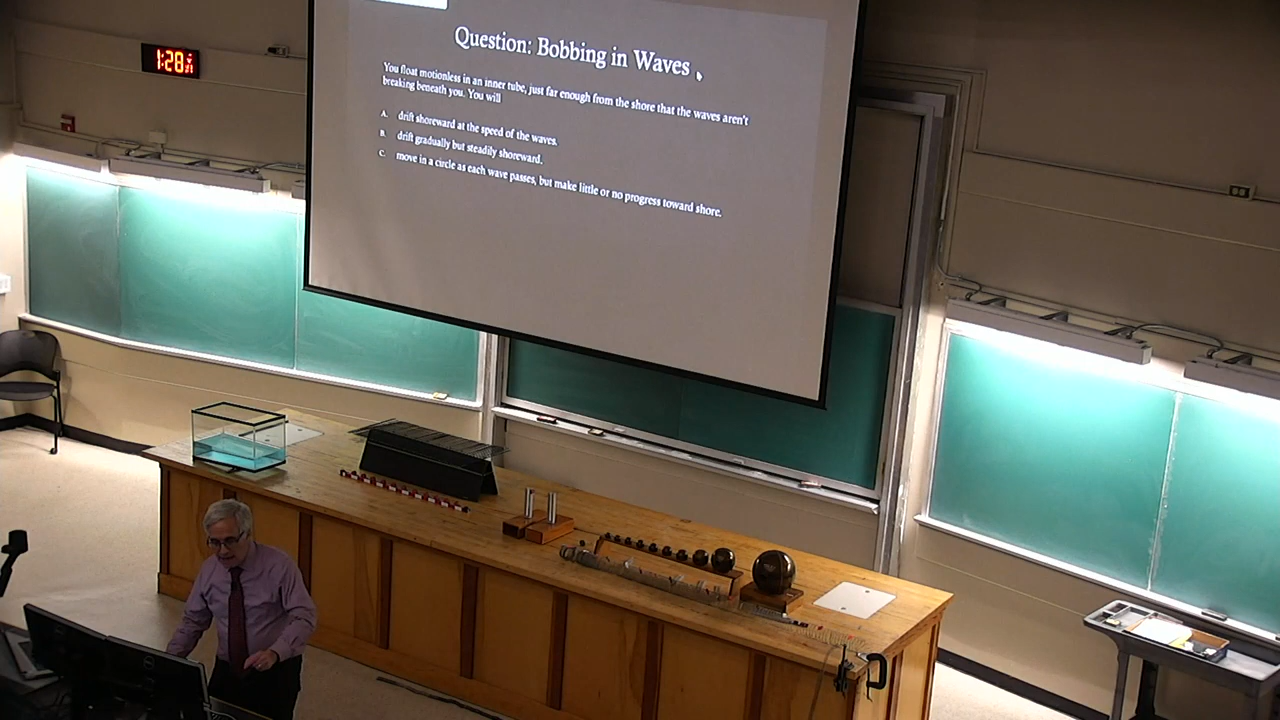 1:28
Question: Bobbing in Waves
You float motionless in an inner tube, just far enough from the shore that the waves aren't
breaking beneath you. You will
A. drift shoreward at the speed of the waves.
B. drift gradually but steadily shoreward.
C. move in a circle as each wave passes, but make little or no progress toward shore.